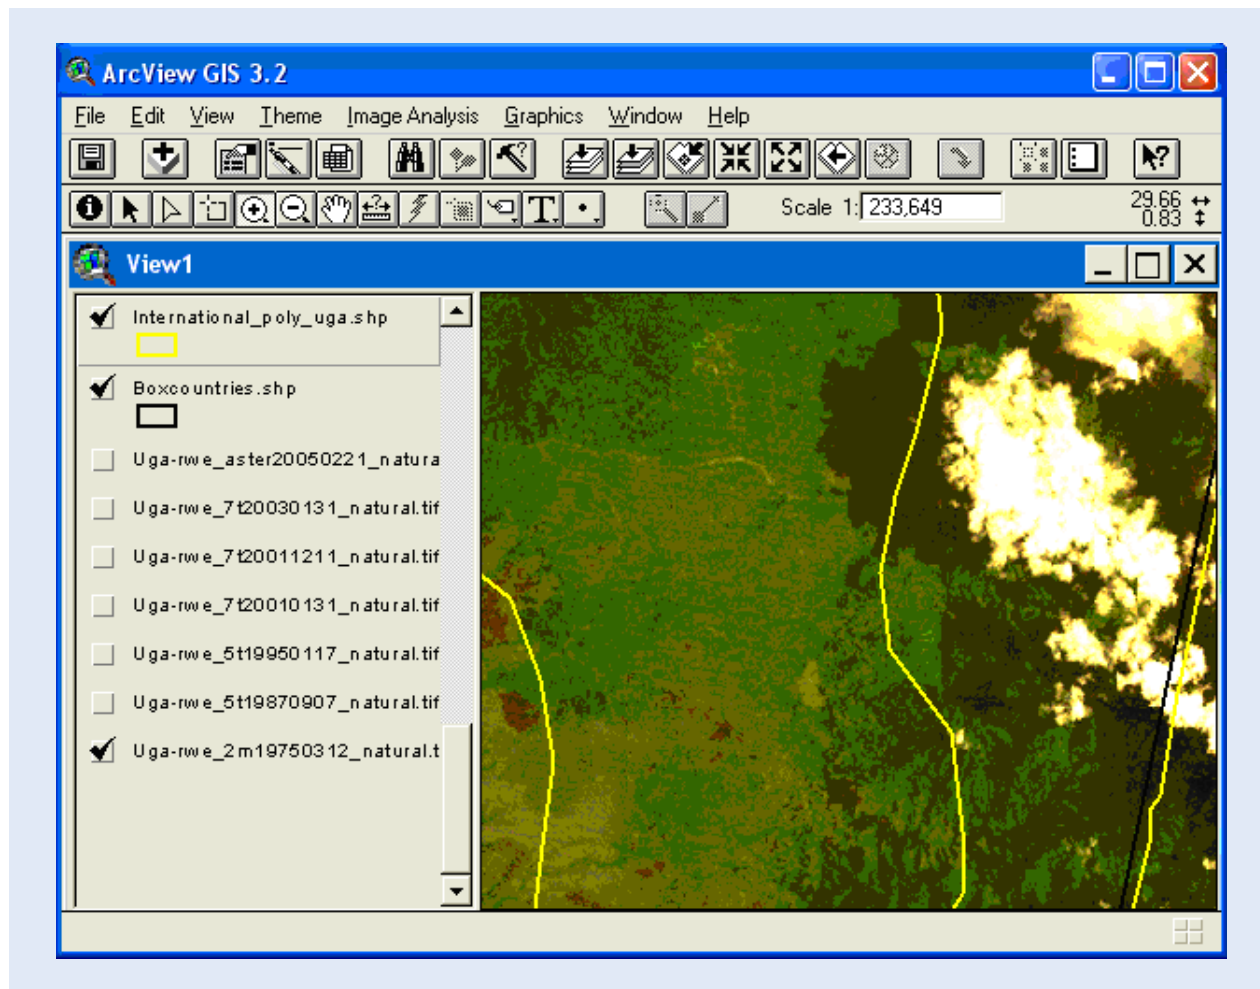 ArcView GIS 3.2
File Edit View Theme Image Analysis Graphics Window Help
Scale 1: 233,649
29.66
0.83
View1
International_poly_uga.shp
Boxcountries.shp
Uga-rwe_aster20050221_natura
Uga-rwe_7t20030131_natural.tif
Uga-rwe_7t20011211_natural.tif
Uga-rwe_7t20010131_natural.tif
Uga-rwe_5t19950117_natural.tif
Uga-rwe_5t19870907_natural.tif
Uga-rwe_2m19750312_natural.t